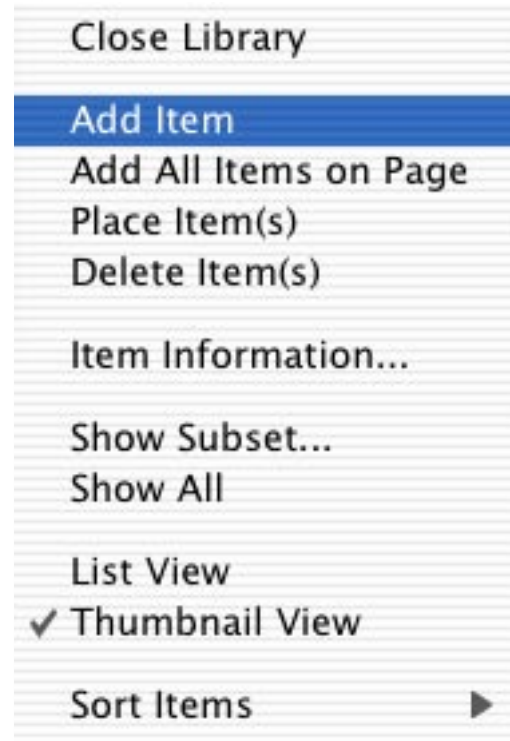 Close Library
Add Item
Add All Items on Page
Place Item(s)
Delete Item(s)
Item Information...
Show Subset...
Show All
List View
Thumbnail View
Sort Items